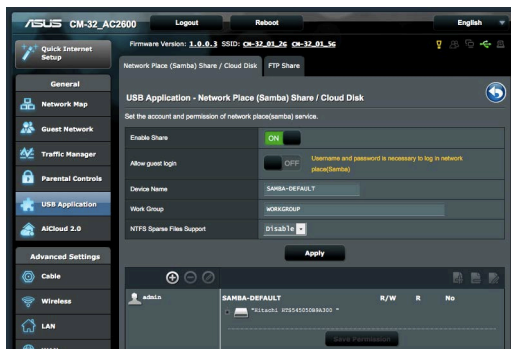 ASUS CM-32_AC2600 Logout Reboot English
Quick Internet Setup
Firmware Version: 1.0.0.3 SSID: CM-32_01_2G CM-32_01_5G
Network Place (Samba) Share / Cloud Disk FTP Share
General
Network Map
Guest Network
Traffic Manager
Parental Controls
USB Application
AiCloud 2.0
Advanced Settings
Cable
Wireless
LAN
USB Application - Network Place (Samba) Share / Cloud Disk
Set the account and permission of network place(samba) service.
Enable Share ON
Allow guest login OFF Username and password is necessary to log in network place(Samba)
Device Name SAMBA-DEFAULT
Work Group WORKGROUP
NTFS Sparse Files Support Disable
Apply
admin SAMBA-DEFAULT R/W R No
Save Permission